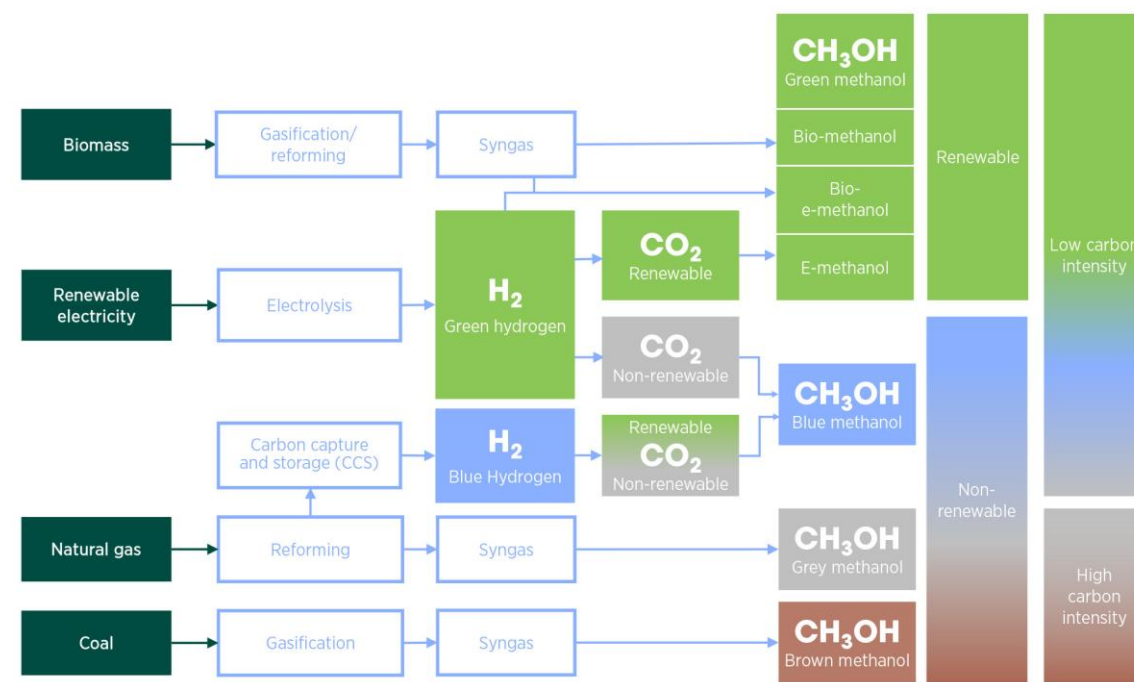 CH₃OH
Green methanol
Biomass
Gasification/
reforming
Syngas
Bio-methanol
Renewable
Bio-
e-methanol
Renewable
electricity
Electrolysis
H₂
Green hydrogen
CO₂
Renewable
E-methanol
Low carbon
intensity
CO₂
Non-renewable
CH₃OH
Blue methanol
Carbon capture
and storage (CCS)
H₂
Blue Hydrogen
Renewable
CO₂
Non-renewable
Non-
renewable
Natural gas
Reforming
Syngas
CH₃OH
Grey methanol
High
carbon
intensity
Coal
Gasification
Syngas
CH₃OH
Brown methanol